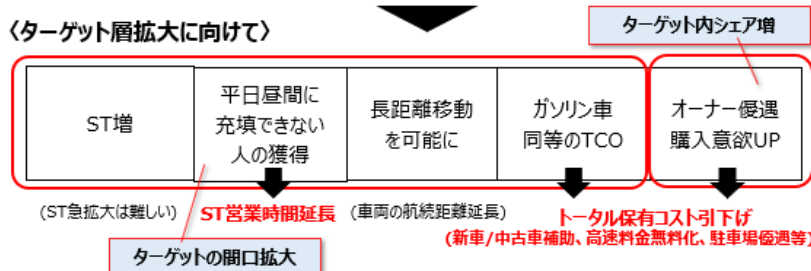 〈ターゲット層拡大に向けて〉
ターゲット内シェア増
ST増
平日昼間に
充填できない
人の獲得
長距離移動
を可能に
ガソリン車
同等のTCO
オーナー優遇
購入意欲UP
(ST急拡大は難しい)
ST営業時間延長
(車両の航続距離延長)
トータル保有コスト引下げ
(新車/中古車補助、高速料金無料化、駐車場優遇等)
ターゲットの間口拡大